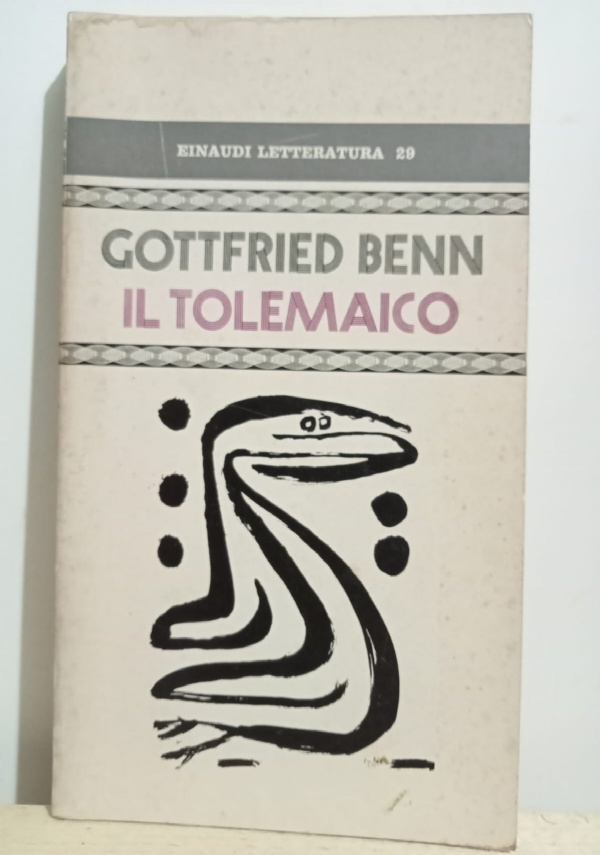 EINAUDI LETTERATURA 29
GOTTFRIED BENN
IL TOLEMAICO